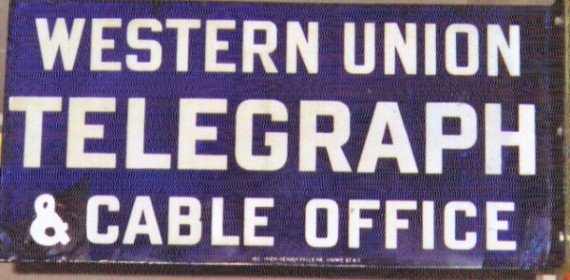 WESTERN UNION
TELEGRAPH
& CABLE OFFICE